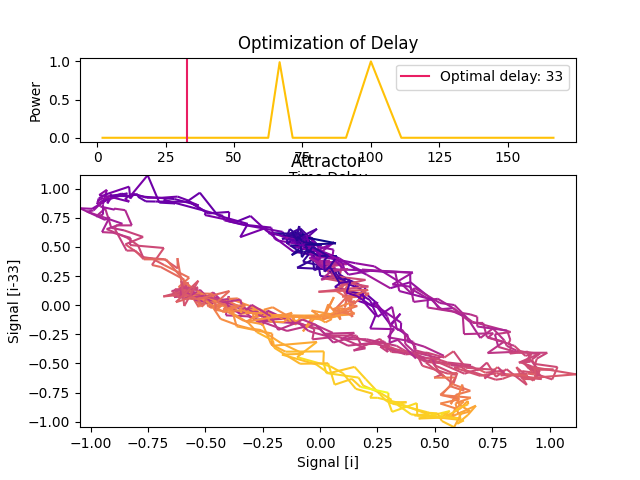 Optimization of Delay
Power
1.0
0.5
0.0
Optimal delay: 33
0 25 50 75 100 125 150
Time Delay
Attractor
Signal [i-33]
1.00
0.75
0.50
0.25
0.00
−0.25
−0.50
−0.75
−1.00
−1.00 −0.75 −0.50 −0.25 0.00 0.25 0.50 0.75 1.00
Signal [i]